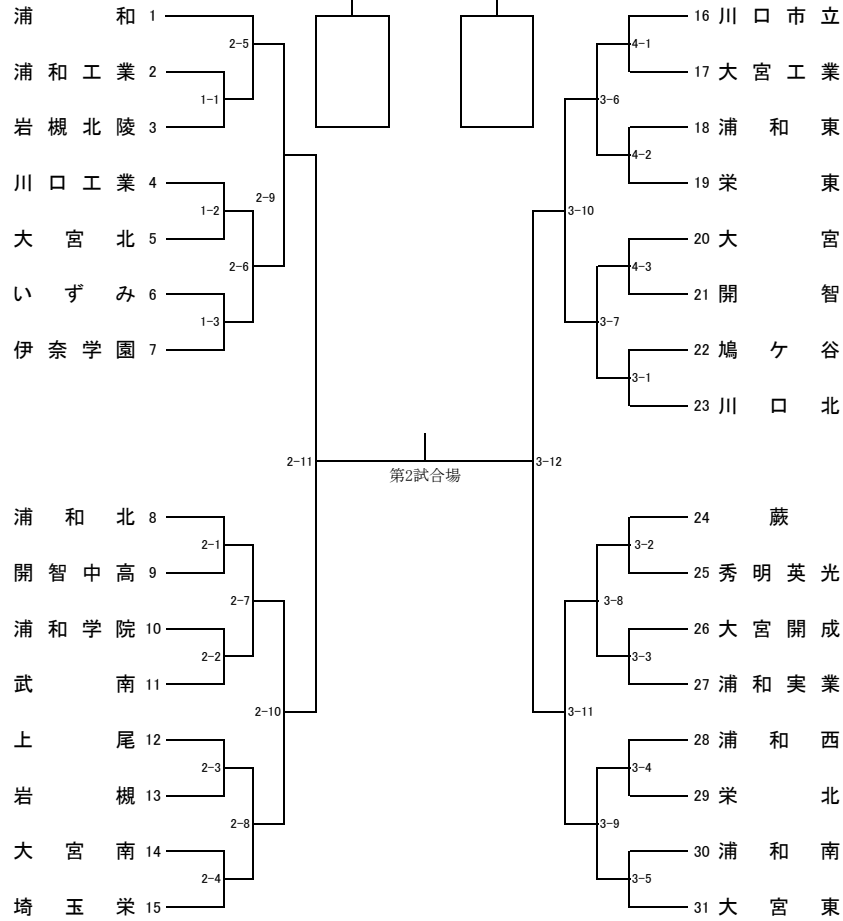 浦和 1
2-5
浦和工業 2
1-1
岩槻北陵 3
川口工業 4
1-2
2-9
大宮北 5
2-6
いずみ 6
1-3
伊奈学園 7
2-11
浦和北 8
2-1
開智中高 9
2-7
浦和学院 10
2-2
武南 11
2-10
上尾 12
2-3
岩槻 13
2-8
大宮南 14
2-4
埼玉栄 15
第2試合場
16 川口市立
4-1
17 大宮工業
3-6
18 浦和東
4-2
19 栄東
3-10
20 大宮
4-3
21 開智
3-7
22 鳩ケ谷
3-1
23 川口北
3-12
24 蕨
3-2
25 秀明英光
3-8
26 大宮開成
3-3
27 浦和実業
3-11
28 浦和西
3-4
29 栄北
3-9
30 浦和南
3-5
31 大宮東